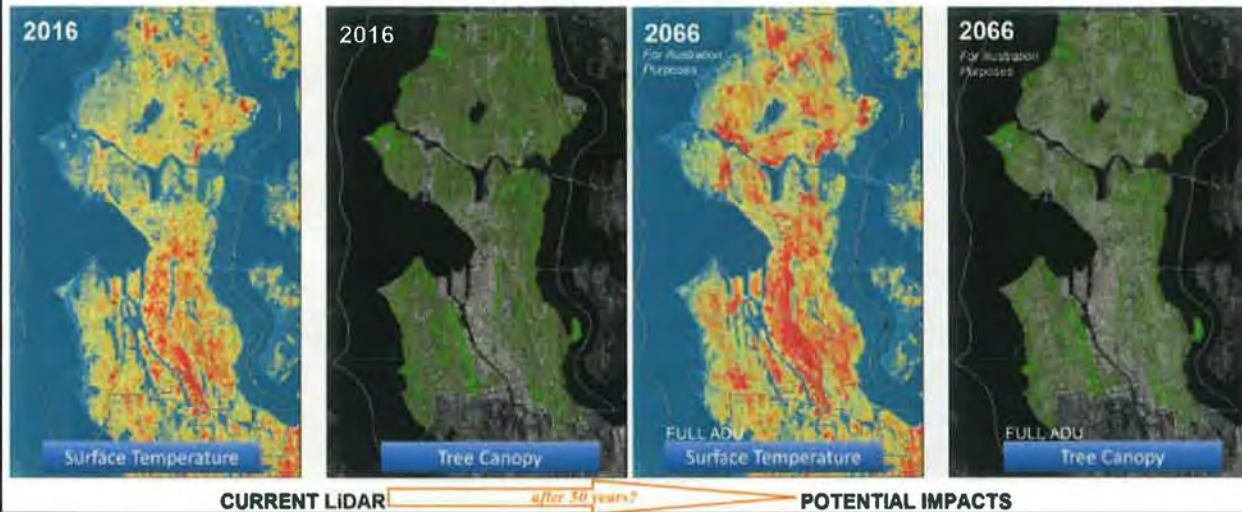 2016
Surface Temperature
2016
Tree Canopy
2066
For Illustration
Purposes
FULL ADU
Surface Temperature
2066
For Illustration
Purposes
FULL ADU
Tree Canopy
CURRENT LiDAR
after 50 years?
POTENTIAL IMPACTS